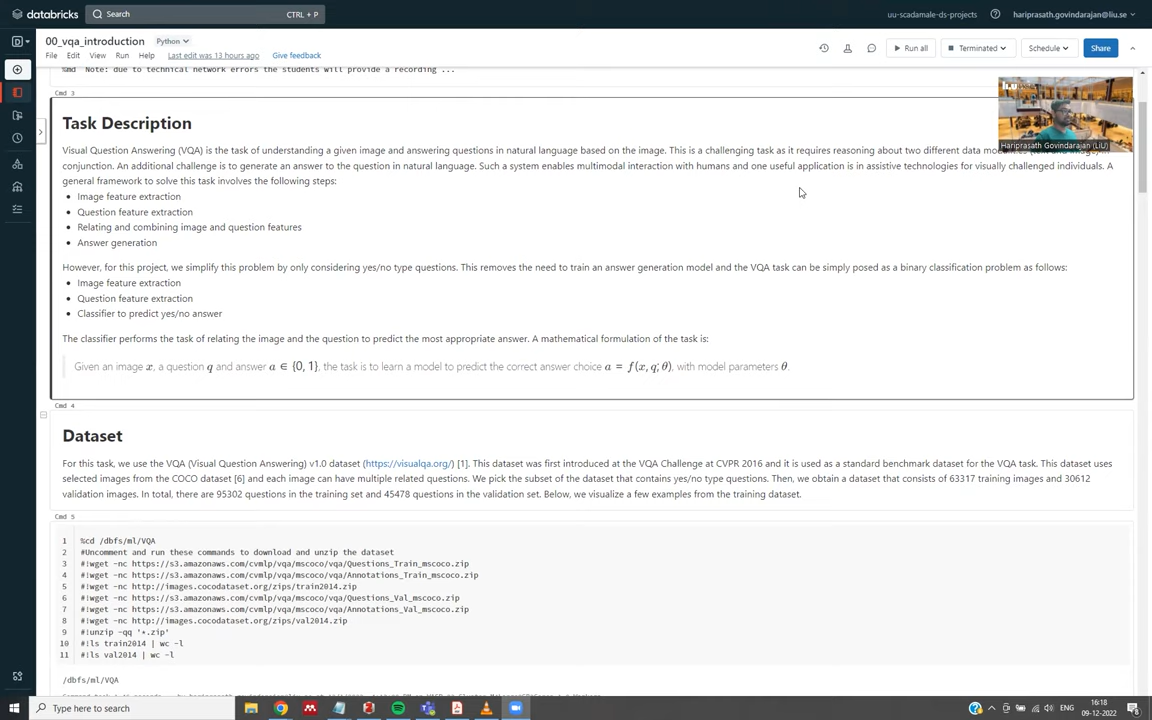 databricks
Search
CTRL + P
uu-scadamale-ds-projects
hariprasath.govindarajan@liu.se
00_vqa_introduction
Python
File Edit View Run Help Last edit was 13 hours ago Give feedback
Run all
Terminated
Schedule
Share
%md Note: due to technical network errors the students will provide a recording ...
Cmd 3
Task Description
Visual Question Answering (VQA) is the task of understanding a given image and answering questions in natural language based on the image. This is a challenging task as it requires reasoning about two different data
conjunction. An additional challenge is to generate an answer to the question in natural language. Such a system enables multimodal interaction with humans and one useful application is in assistive technologies for visually challenged individuals. A
general framework to solve this task involves the following steps:
• Image feature extraction
• Question feature extraction
• Relating and combining image and question features
• Answer generation
However, for this project, we simplify this problem by only considering yes/no type questions. This removes the need to train an answer generation model and the VQA task can be simply posed as a binary classification problem as follows:
• Image feature extraction
• Question feature extraction
• Classifier to predict yes/no answer
The classifier performs the task of relating the image and the question to predict the most appropriate answer. A mathematical formulation of the task is:
Given an image x, a question q and answer a ∈ {0, 1}, the task is to learn a model to predict the correct answer choice a = f(x, q; θ), with model parameters θ.
Hariprasath Govindarajan (LiU)
Cmd 4
Dataset
For this task, we use the VQA (Visual Question Answering) v1.0 dataset (https://visualqa.org/) [1]. This dataset was first introduced at the VQA Challenge at CVPR 2016 and it is used as a standard benchmark dataset for the VQA task. This dataset uses
selected images from the COCO dataset [6] and each image can have multiple related questions. We pick the subset of the dataset that contains yes/no type questions. Then, we obtain a dataset that consists of 63317 training images and 30612
validation images. In total, there are 95302 questions in the training set and 45478 questions in the validation set. Below, we visualize a few examples from the training dataset.
Cmd 5
1 %cd /dbfs/ml/VQA
2 #Uncomment and run these commands to download and unzip the dataset
3 #!wget -nc https://s3.amazonaws.com/cvmlp/vqa/mscoco/vqa/Questions_Train_mscoco.zip
4 #!wget -nc https://s3.amazonaws.com/cvmlp/vqa/mscoco/vqa/Annotations_Train_mscoco.zip
5 #!wget -nc http://images.cocodataset.org/zips/train2014.zip
6 #!wget -nc https://s3.amazonaws.com/cvmlp/vqa/mscoco/vqa/Questions_Val_mscoco.zip
7 #!wget -nc https://s3.amazonaws.com/cvmlp/vqa/mscoco/vqa/Annotations_Val_mscoco.zip
8 #!wget -nc http://images.cocodataset.org/zips/val2014.zip
9 #!unzip -qq '*.zip'
10 #!ls train2014 | wc -l
11 #!ls val2014 | wc -l
/dbfs/ml/VQA
Type here to search
ENG
16:18
09-12-2022